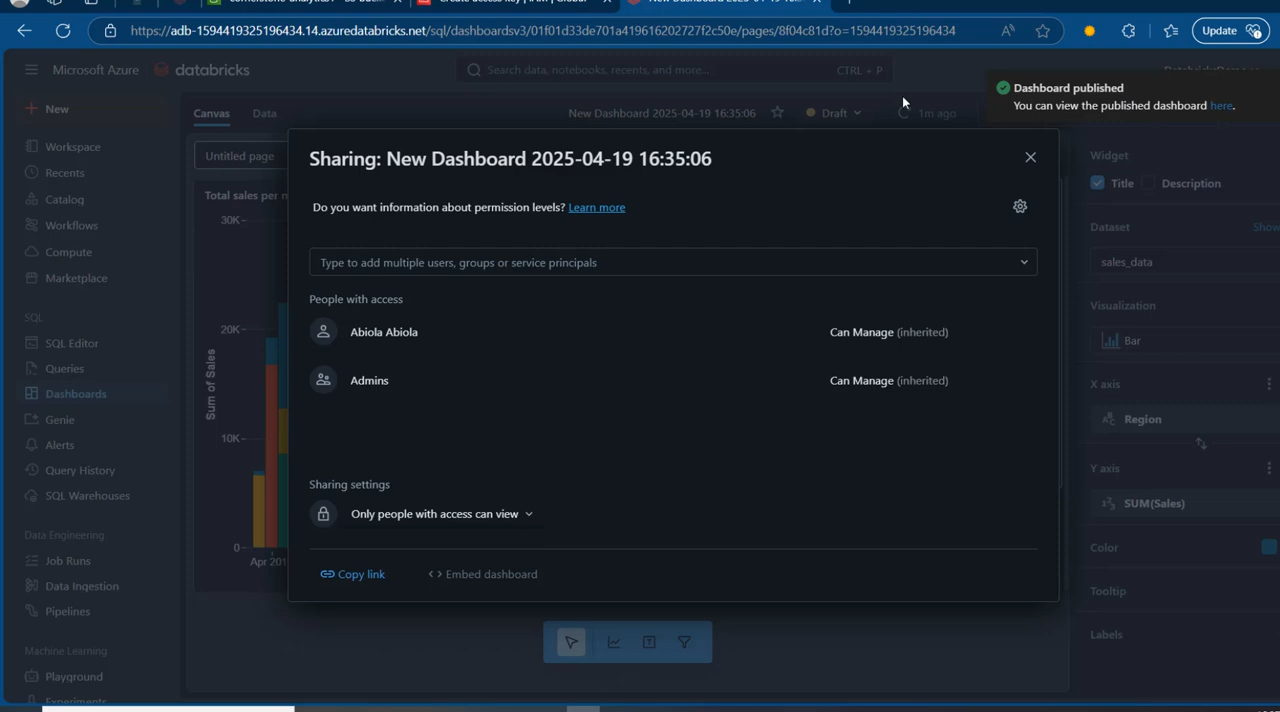 https://adb-1594419325196434.14.azuredatabricks.net/sql/dashboardsv3/01f01d33de701a419616202727f2c50e/pages/8f04c81d?o=1594419325196434
Update
Microsoft Azure databricks
Search data, notebooks, recents, and more... CTRL + P
Dashboard published
You can view the published dashboard here.
New
Canvas Data
New Dashboard 2025-04-19 16:35:06 Draft 1m ago
Workspace
Recents
Catalog
Workflows
Compute
Marketplace
SQL
SQL Editor
Queries
Dashboards
Genie
Alerts
Query History
SQL Warehouses
Data Engineering
Job Runs
Data Ingestion
Pipelines
Machine Learning
Playground
Experiments
Untitled page
Total sales per
30K
20K
10K
0
Sum of Sales
Apr 201
Sharing: New Dashboard 2025-04-19 16:35:06
Do you want information about permission levels? Learn more
Type to add multiple users, groups or service principals
People with access
Abiola Abiola Can Manage (inherited)
Admins Can Manage (inherited)
Sharing settings
Only people with access can view
Copy link Embed dashboard
Widget
Title Description
Dataset Show
sales_data
Visualization
Bar
X axis
Region
Y axis
SUM(Sales)
Color
Tooltip
Labels